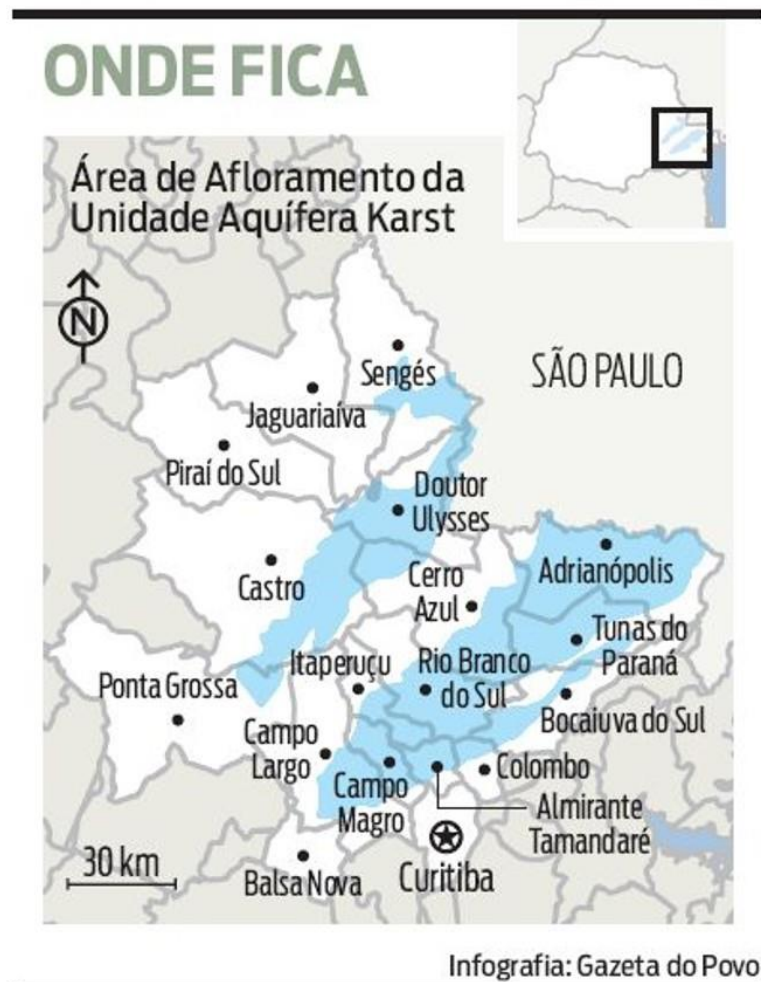 ONDE FICA
Área de Afloramento da
Unidade Aquífera Karst
N
Sengés
SÃO PAULO
Jaguariaíva
Piraí do Sul
Doutor
Ulysses
Castro
Cerro
Azul
Adrianópolis
Tunas do
Paraná
Itaperuçu
Rio Branco
do Sul
Ponta Grossa
Bocaiuva do Sul
Campo
Largo
Campo
Magro
Colombo
Almirante
Tamandaré
30 km
Balsa Nova
Curitiba
Infografia: Gazeta do Povo